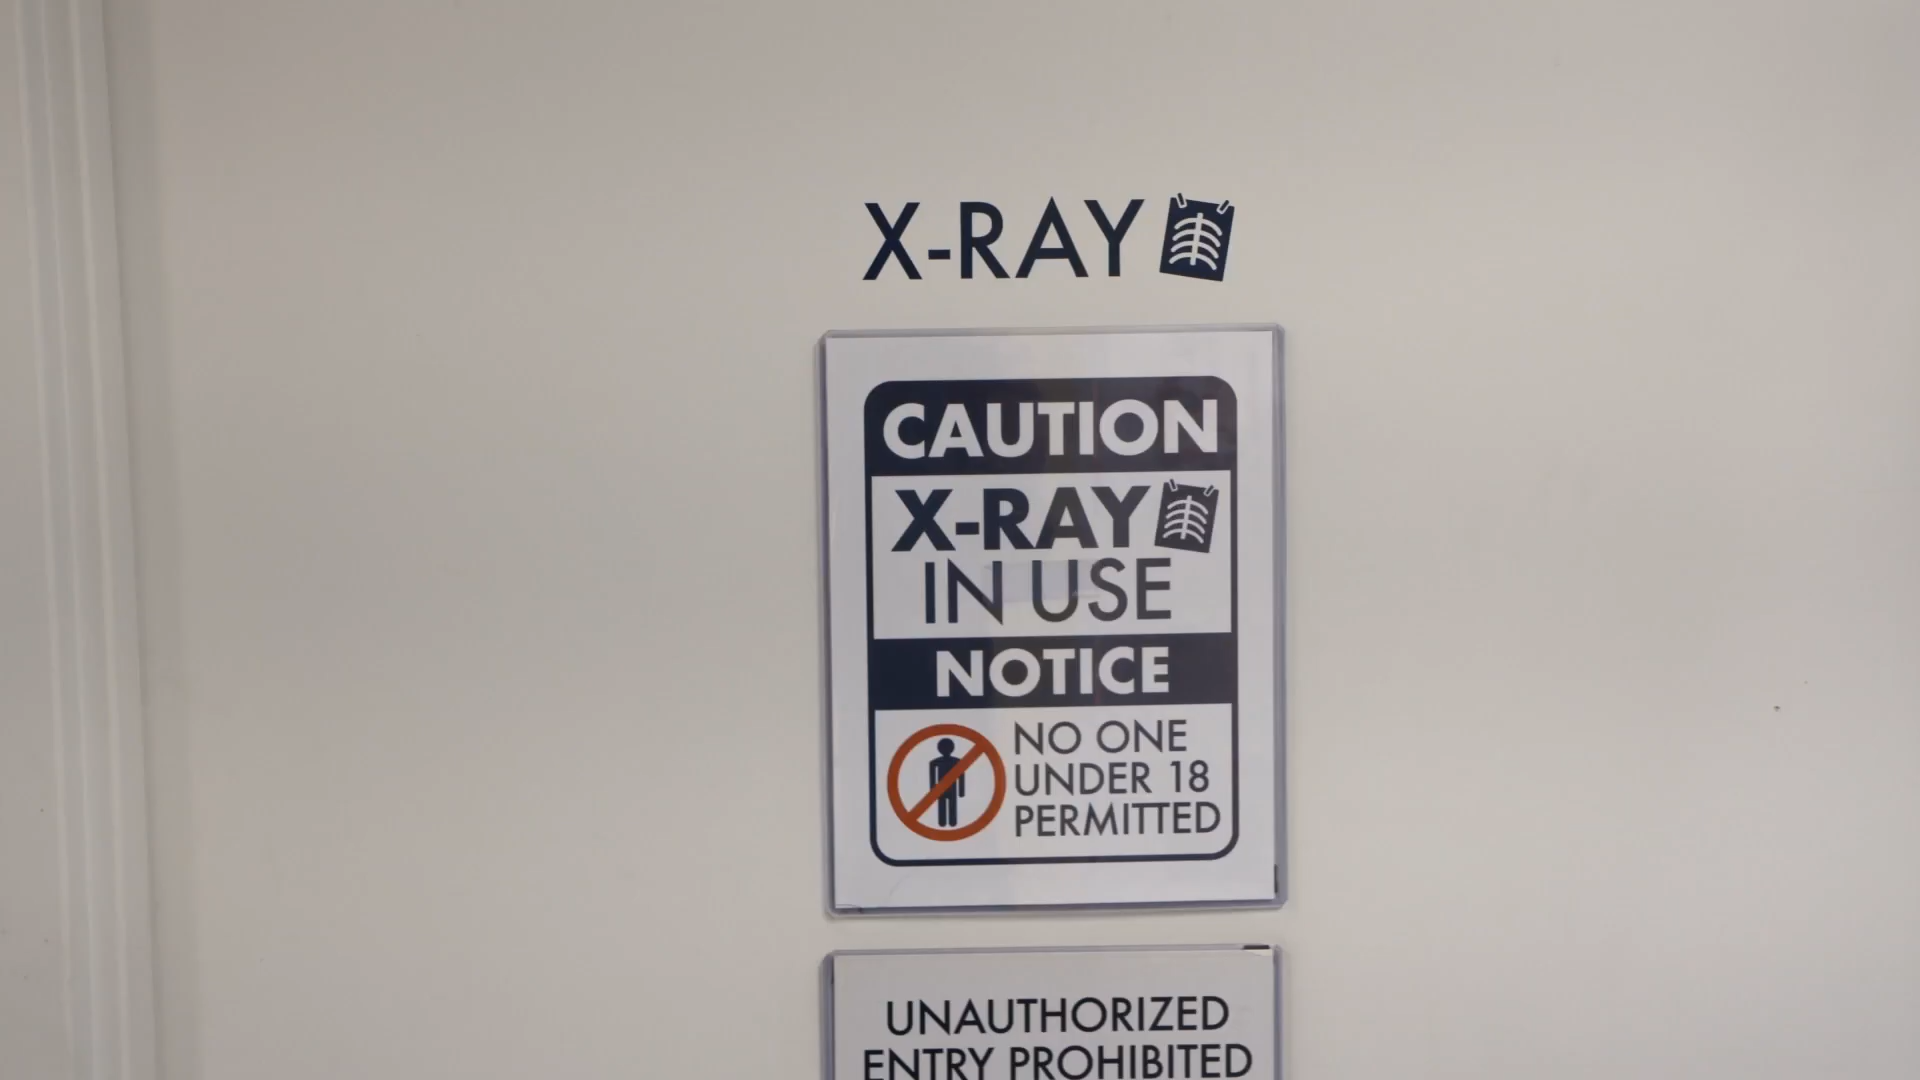 X-RAY
CAUTION
X-RAY
IN USE
NOTICE
NO ONE
UNDER 18
PERMITTED
UNAUTHORIZED
ENTRY PROHIBITED